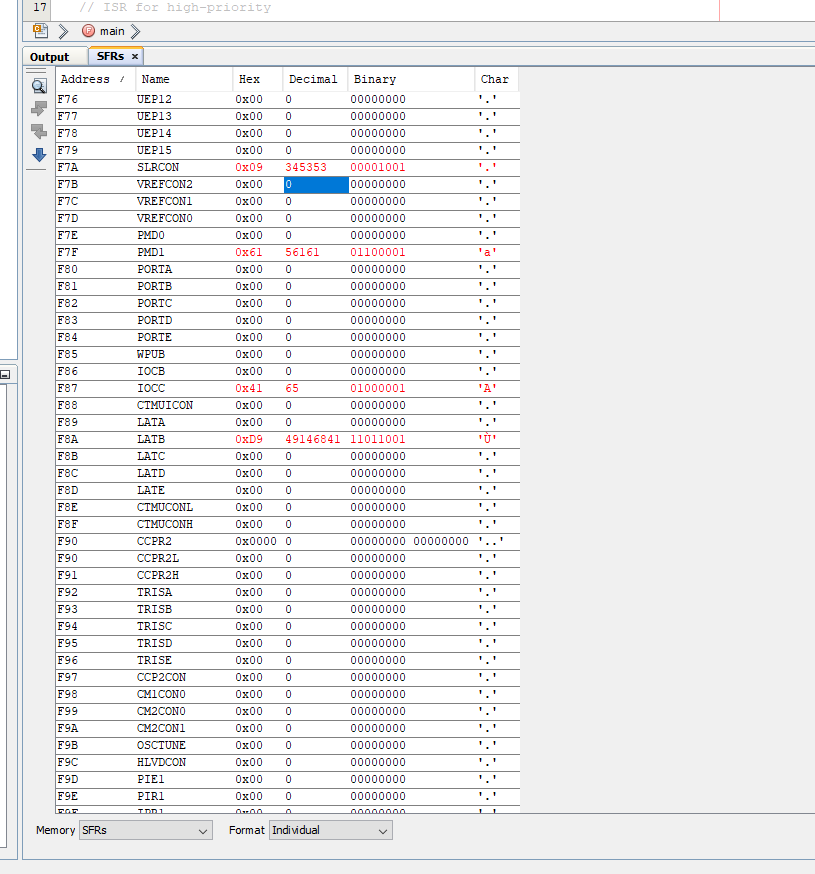 17 // ISR for high-priority
main
Output SFRs ×
Address / Name Hex Decimal Binary Char
F76 UEP12 0x00 0 00000000 '.'
F77 UEP13 0x00 0 00000000 '.'
F78 UEP14 0x00 0 00000000 '.'
F79 UEP15 0x00 0 00000000 '.'
F7A SLRCON 0x09 345353 00001001 '.'
F7B VREFCON2 0x00 0 00000000 '.'
F7C VREFCON1 0x00 0 00000000 '.'
F7D VREFCON0 0x00 0 00000000 '.'
F7E PMD0 0x00 0 00000000 '.'
F7F PMD1 0x61 56161 01100001 'a'
F80 PORTA 0x00 0 00000000 '.'
F81 PORTB 0x00 0 00000000 '.'
F82 PORTC 0x00 0 00000000 '.'
F83 PORTD 0x00 0 00000000 '.'
F84 PORTE 0x00 0 00000000 '.'
F85 WPUB 0x00 0 00000000 '.'
F86 IOCB 0x00 0 00000000 '.'
F87 IOCC 0x41 65 01000001 'A'
F88 CTMUICON 0x00 0 00000000 '.'
F89 LATA 0x00 0 00000000 '.'
F8A LATB 0xD9 49146841 11011001 'Ù'
F8B LATC 0x00 0 00000000 '.'
F8C LATD 0x00 0 00000000 '.'
F8D LATE 0x00 0 00000000 '.'
F8E CTMUCONL 0x00 0 00000000 '.'
F8F CTMUCONH 0x00 0 00000000 '.'
F90 CCPR2 0x0000 0 00000000 00000000 '..'
F90 CCPR2L 0x00 0 00000000 '.'
F91 CCPR2H 0x00 0 00000000 '.'
F92 TRISA 0x00 0 00000000 '.'
F93 TRISB 0x00 0 00000000 '.'
F94 TRISC 0x00 0 00000000 '.'
F95 TRISD 0x00 0 00000000 '.'
F96 TRISE 0x00 0 00000000 '.'
F97 CCP2CON 0x00 0 00000000 '.'
F98 CM1CON0 0x00 0 00000000 '.'
F99 CM2CON0 0x00 0 00000000 '.'
F9A CM2CON1 0x00 0 00000000 '.'
F9B OSCTUNE 0x00 0 00000000 '.'
F9C HLVDCON 0x00 0 00000000 '.'
F9D PIE1 0x00 0 00000000 '.'
F9E PIR1 0x00 0 00000000 '.'
Memory SFRs Format Individual